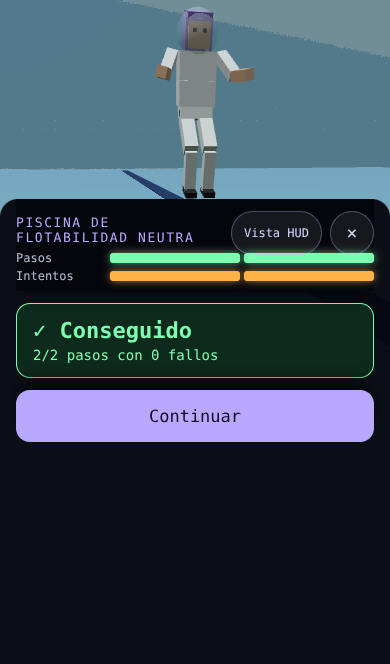 PISCINA DE
FLOTABILIDAD NEUTRA
Vista HUD
×
Pasos
Intentos
✓ Conseguido
2/2 pasos con 0 fallos
Continuar